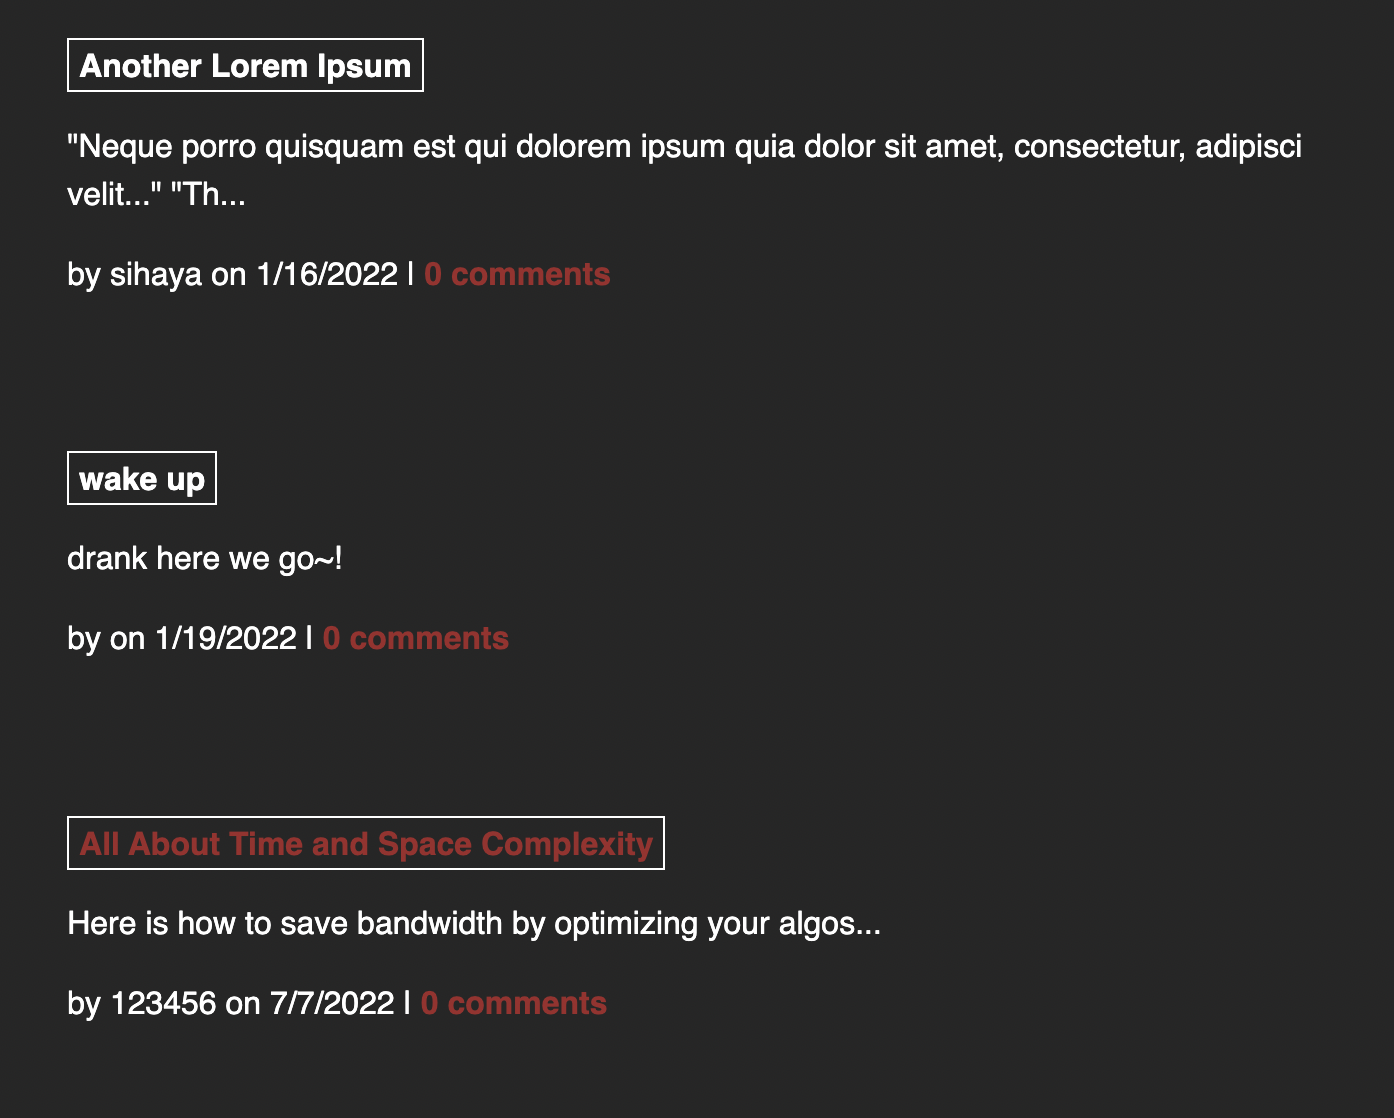 Another Lorem Ipsum
"Neque porro quisquam est qui dolorem ipsum quia dolor sit amet, consectetur, adipisci
velit..." "Th...
by sihaya on 1/16/2022 | 0 comments
wake up
drank here we go~!
by on 1/19/2022 | 0 comments
All About Time and Space Complexity
Here is how to save bandwidth by optimizing your algos...
by 123456 on 7/7/2022 | 0 comments